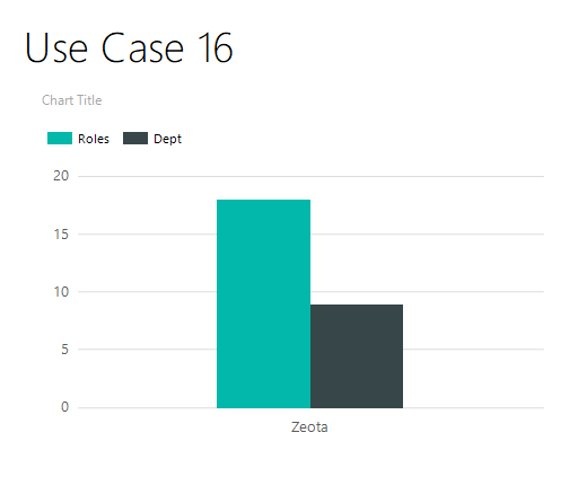 Use Case 16
Chart Title
Roles Dept
20
15
10
5
0
Zeota